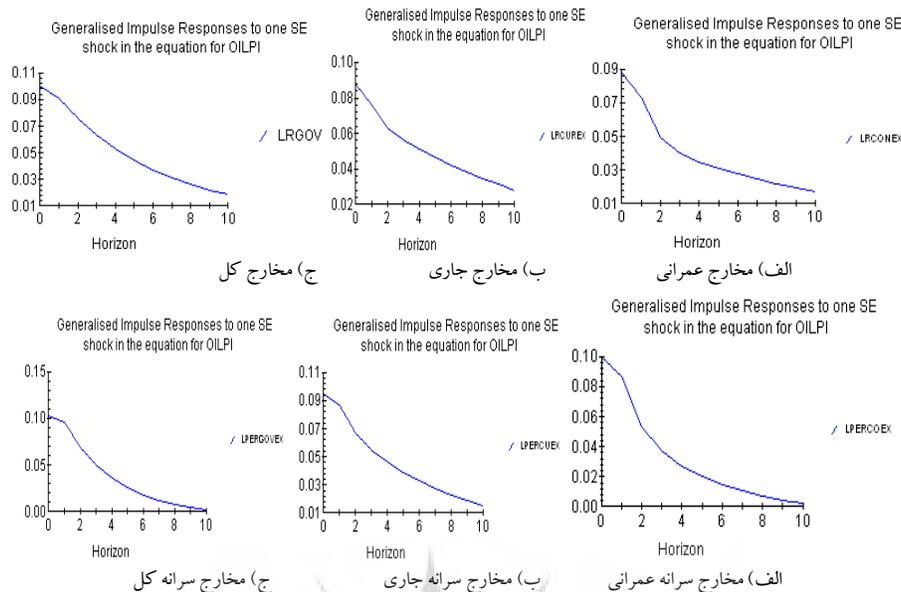 Generalised Impulse Responses to one SE
shock in the equation for OILPI
0.11
0.09
0.07
0.05
0.03
0.01
0 2 4 6 8 10
Horizon
LRGOV
ج) مخارج کل
Generalised Impulse Responses to one SE
shock in the equation for OILPI
0.10
0.08
0.06
0.04
0.02
0 2 4 6 8 10
Horizon
LRCUREX
ب) مخارج جاری
Generalised Impulse Responses to one SE
shock in the equation for OILPI
0.09
0.07
0.05
0.03
0.01
0 2 4 6 8 10
Horizon
LRCONEX
الف) مخارج عمرانی
Generalised Impulse Responses to one SE
shock in the equation for OILPI
0.15
0.10
0.05
0.00
0 2 4 6 8 10
Horizon
LPERGOVEX
ج) مخارج سرانه کل
Generalised Impulse Responses to one SE
shock in the equation for OILPI
0.11
0.09
0.07
0.05
0.03
0.01
0 2 4 6 8 10
Horizon
LPERCUEX
ب) مخارج سرانه جاری
Generalised Impulse Responses to one SE
shock in the equation for OILPI
0.10
0.08
0.06
0.04
0.02
0.00
0 2 4 6 8 10
Horizon
LPERCOEX
الف) مخارج سرانه عمرانی